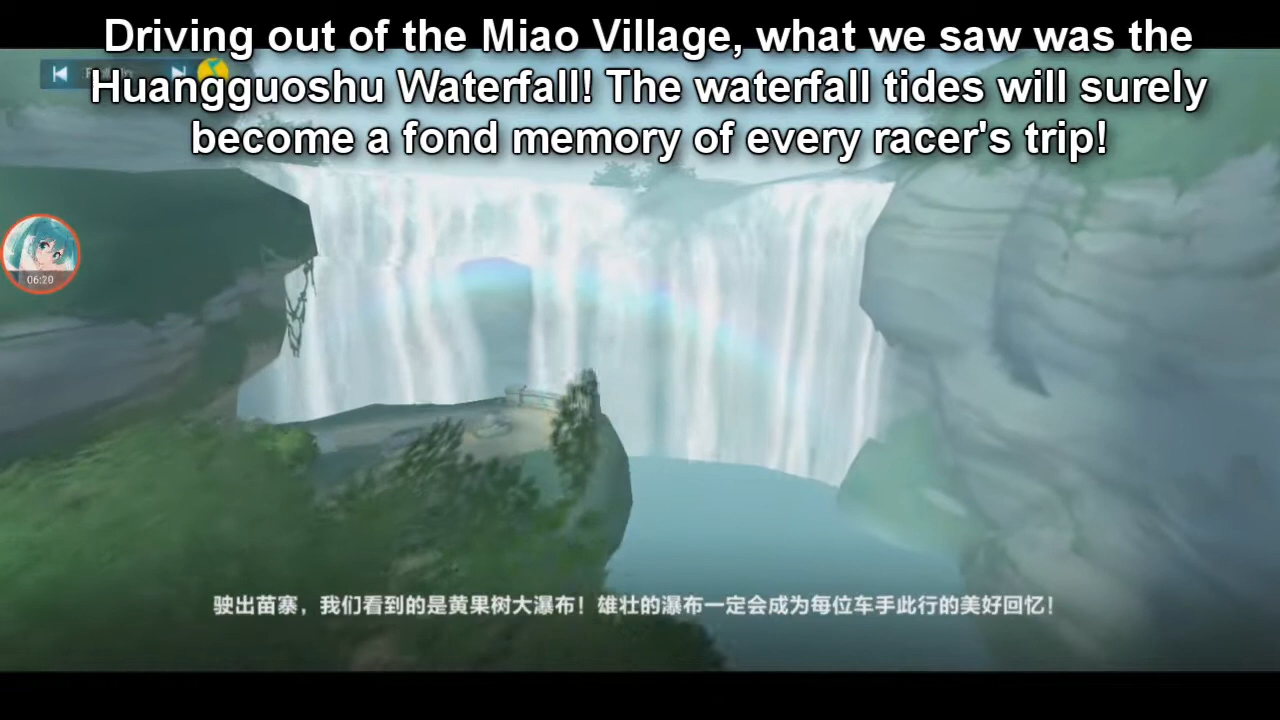 Driving out of the Miao Village, what we saw was the
Huangguoshu Waterfall! The waterfall tides will surely
become a fond memory of every racer's trip!
06:20
驶出苗寨，我们看到的是黄果树大瀑布！雄壮的瀑布一定会成为每位车手此行的美好回忆！